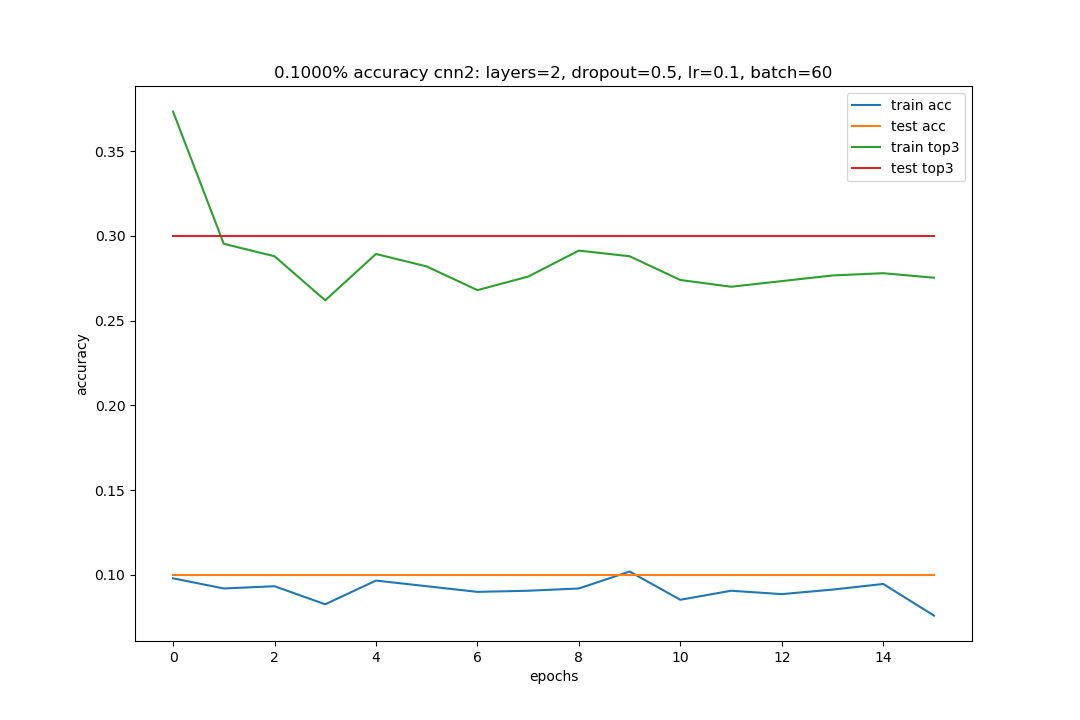 0.1000% accuracy cnn2: layers=2, dropout=0.5, lr=0.1, batch=60
train acc
test acc
train top3
test top3
0.35
0.30
0.25
0.20
0.15
0.10
accuracy
0 2 4 6 8 10 12 14
epochs